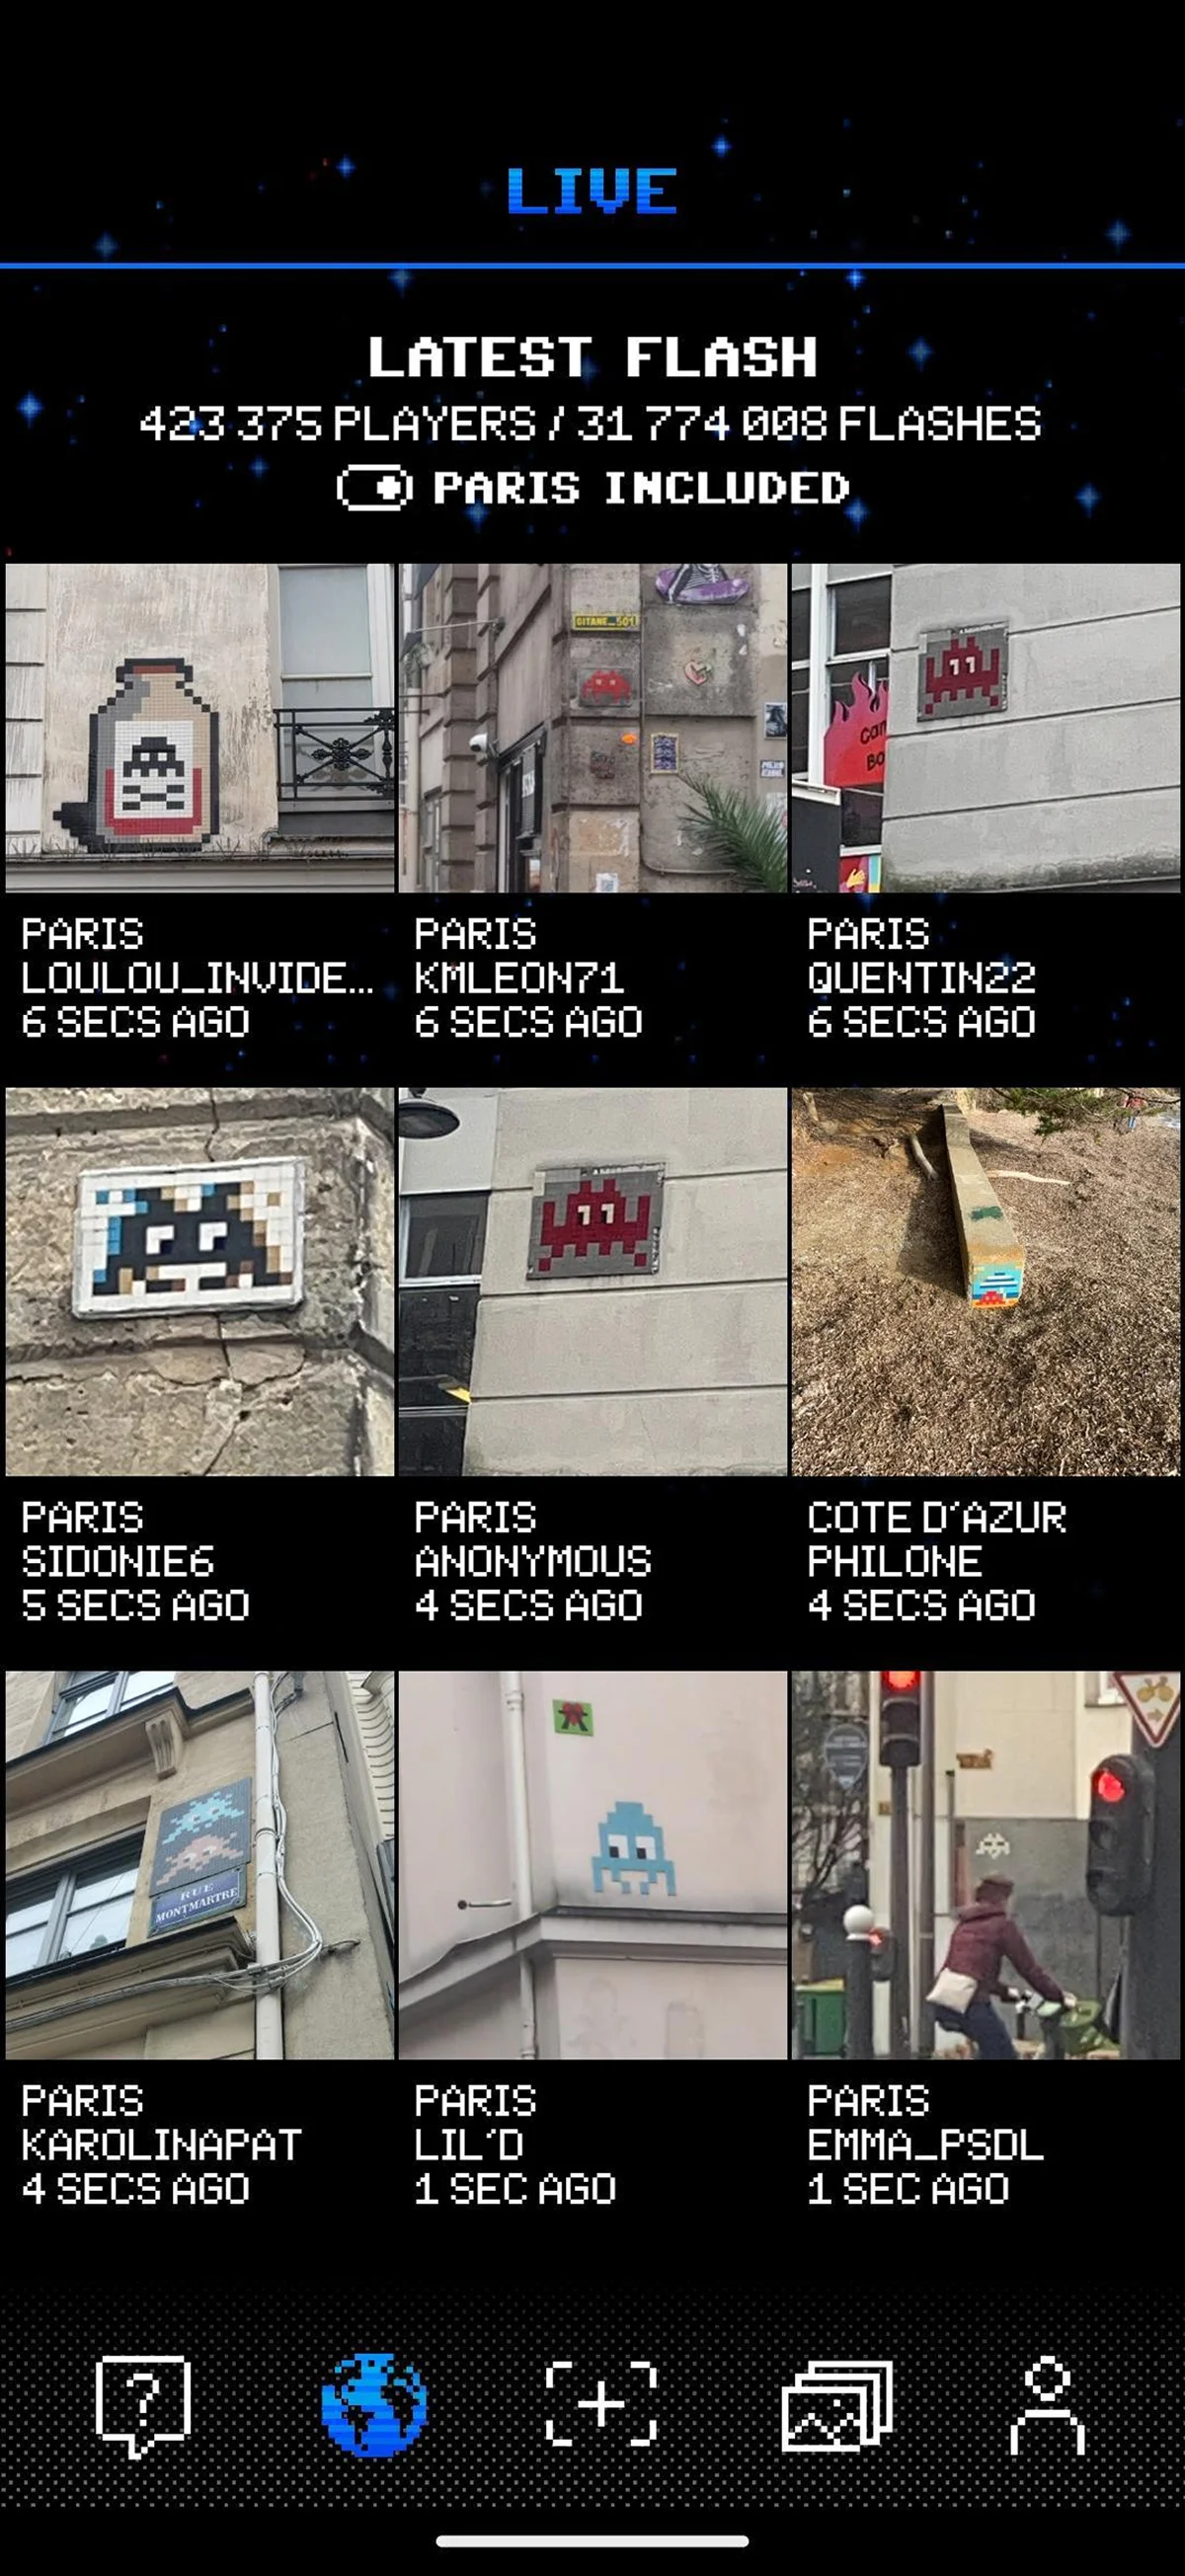 LIVE
LATEST FLASH
423 375 PLAYERS / 31 774 008 FLASHES
PARIS INCLUDED
GITANE_501
PARIS
LOULOU_INVIDE...
6 SECS AGO
PARIS
KMLEON71
6 SECS AGO
PARIS
QUENTIN22
6 SECS AGO
PARIS
SIDONIE6
5 SECS AGO
PARIS
ANONYMOUS
4 SECS AGO
COTE D'AZUR
PHILONE
4 SECS AGO
RUE
MONTMARTRE
PARIS
KAROLINAPAT
4 SECS AGO
PARIS
LIL'D
1 SEC AGO
PARIS
EMMA_PSDL
1 SEC AGO